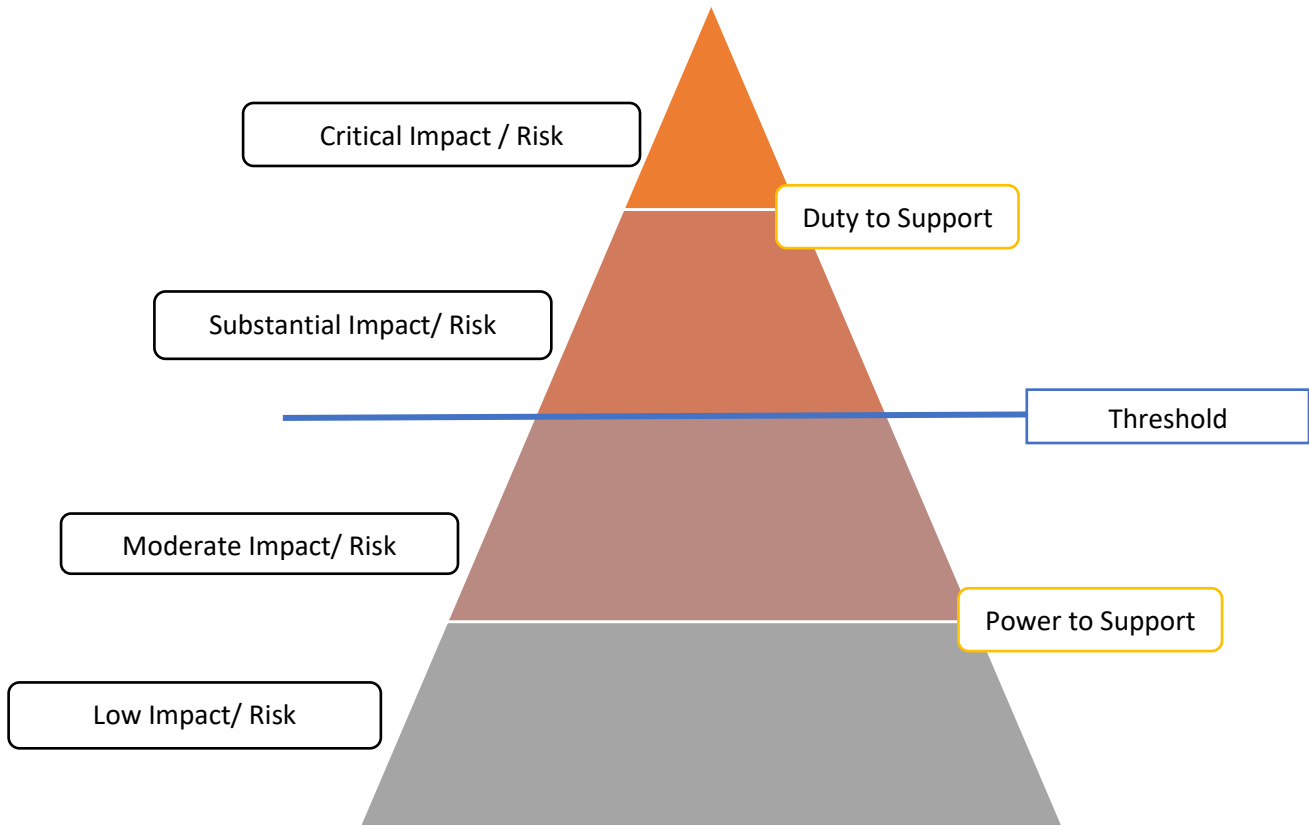 Critical Impact / Risk
Duty to Support
Substantial Impact/ Risk
Threshold
Moderate Impact/ Risk
Power to Support
Low Impact/ Risk